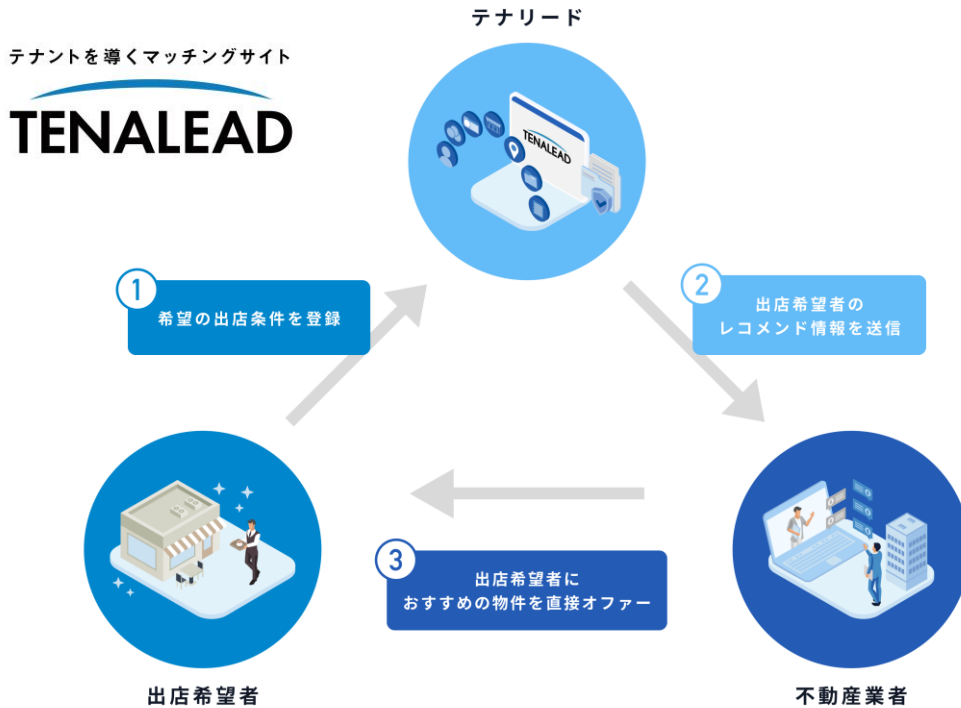 テナリード
テナントを導くマッチングサイト
TENALEAD
TENALEAD
1
希望の出店条件を登録
2
出店希望者の
レコメンド情報を送信
3
出店希望者に
おすすめの物件を直接オファー
出店希望者
不動産業者